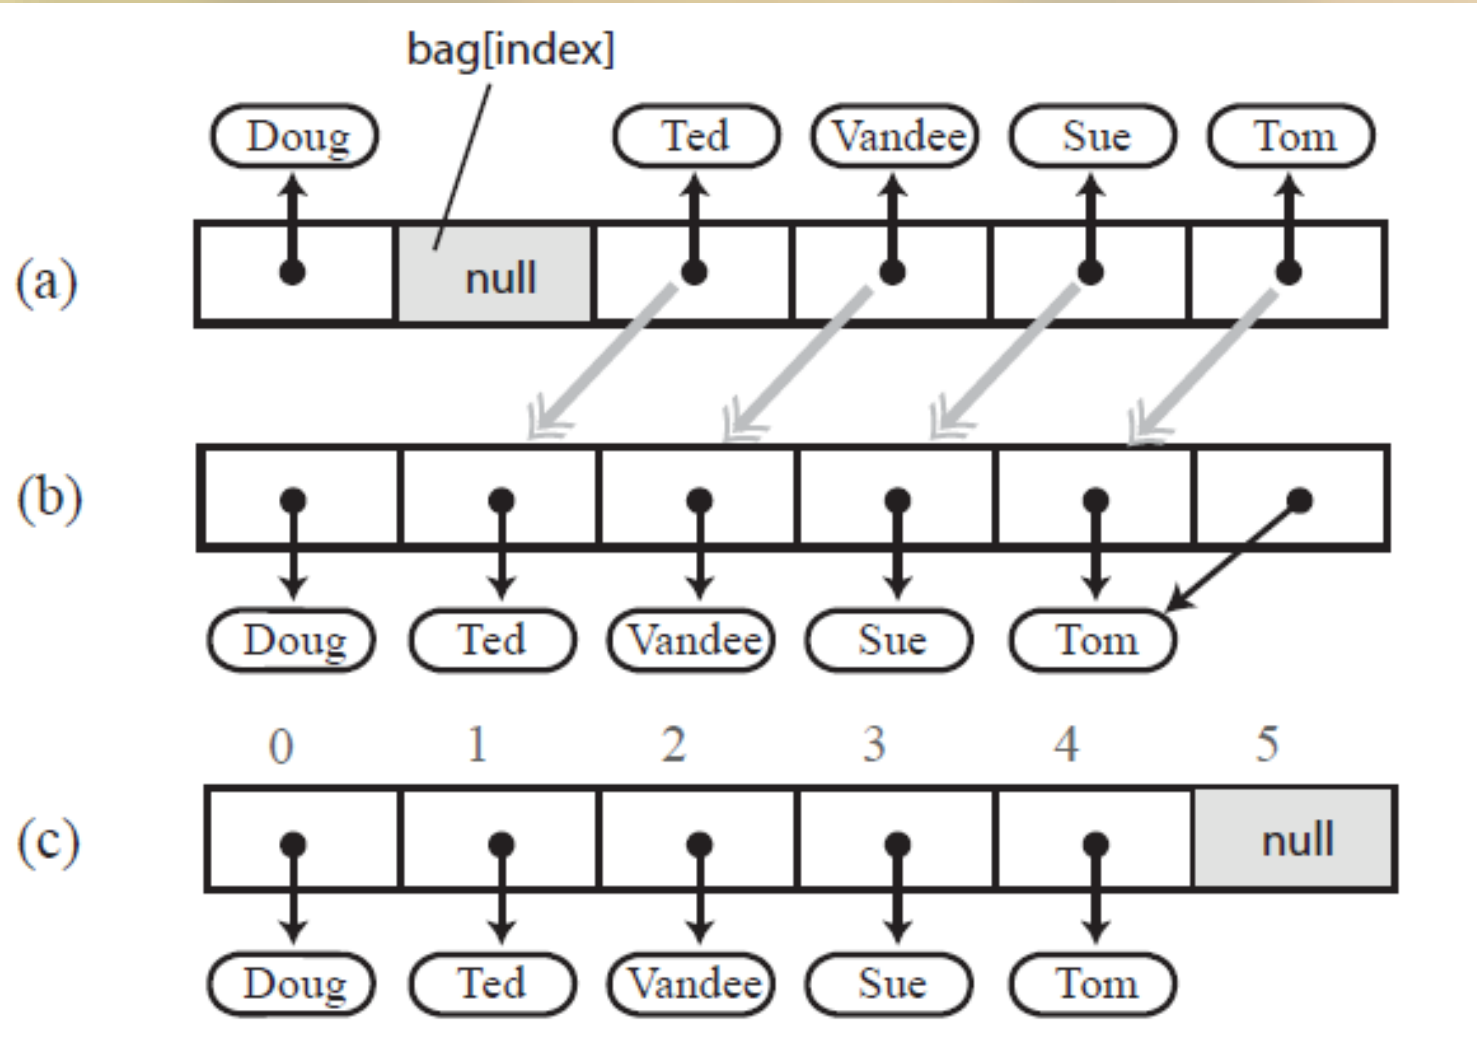 bag[index]
Doug Ted Vandee Sue Tom
(a) null
(b)
Doug Ted Vandee Sue Tom
0 1 2 3 4 5
(c) null
Doug Ted Vandee Sue Tom